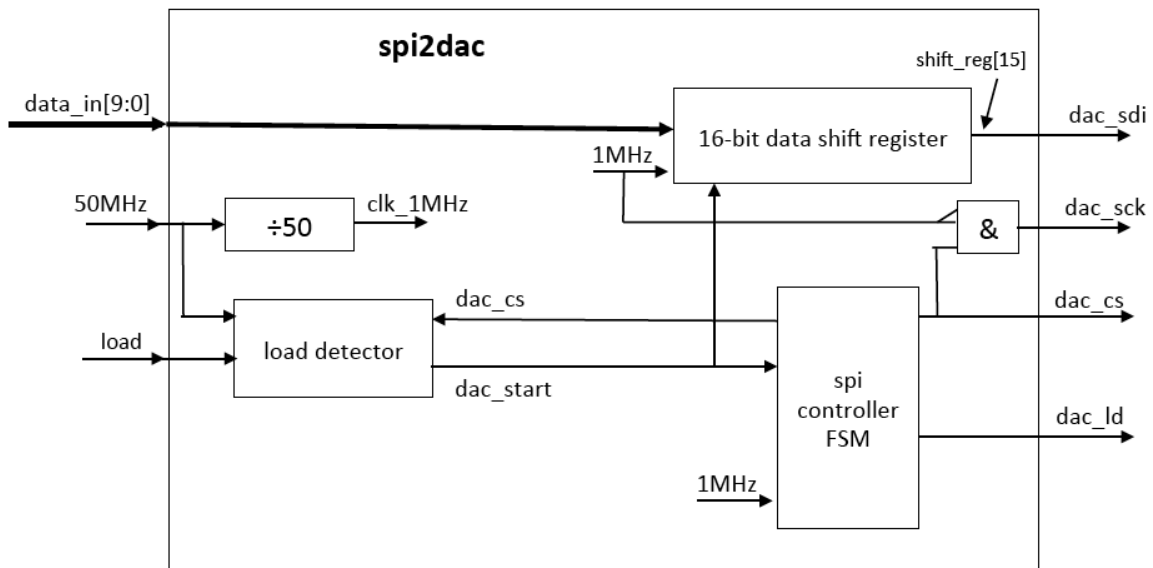 spi2dac
shift_reg[15]
data_in[9:0]
16-bit data shift register
dac_sdi
1MHz
50MHz
÷50
clk_1MHz
&
dac_sck
dac_cs
dac_cs
load
load detector
dac_start
spi
controller
FSM
dac_ld
1MHz